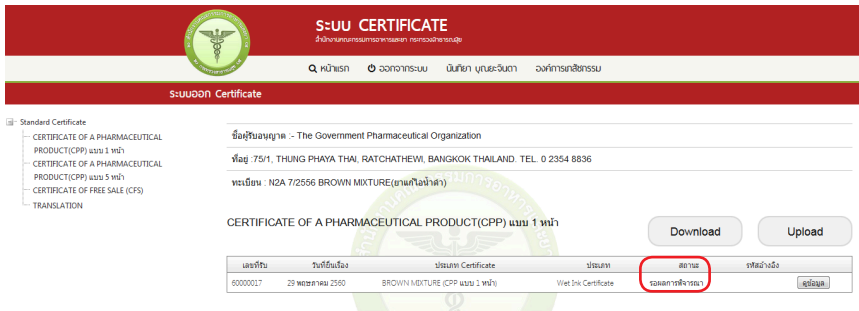 ระบบ CERTIFICATE
สำนักงานคณะกรรมการอาหารและยา กระทรวงสาธารณสุข
หน้าแรก ออกจากระบบ นันทิยา บุณยะจินดา องค์การเภสัชกรรม
ระบบออก Certificate
Standard Certificate
CERTIFICATE OF A PHARMACEUTICAL
PRODUCT(CPP) แบบ 1 หน้า
CERTIFICATE OF A PHARMACEUTICAL
PRODUCT(CPP) แบบ 5 หน้า
CERTIFICATE OF FREE SALE (CFS)
TRANSLATION
ชื่อผู้รับอนุญาต :- The Government Pharmaceutical Organization
ที่อยู่ :75/1, THUNG PHAYA THAI, RATCHATHEWI, BANGKOK THAILAND. TEL. 0 2354 8836
ทะเบียน : N2A 7/2556 BROWN MIXTURE(ยาแก้ไอน้ำดำ)
CERTIFICATE OF A PHARMACEUTICAL PRODUCT(CPP) แบบ 1 หน้า
Download Upload
เลขที่รับ วันที่ยื่นเรื่อง ประเภท Certificate ประเภท สถานะ รหัสอ้างอิง
60000017 29 พฤษภาคม 2560 BROWN MIXTURE (CPP แบบ 1 หน้า) Wet Ink Certificate รอผลการพิจารณา ดูข้อมูล